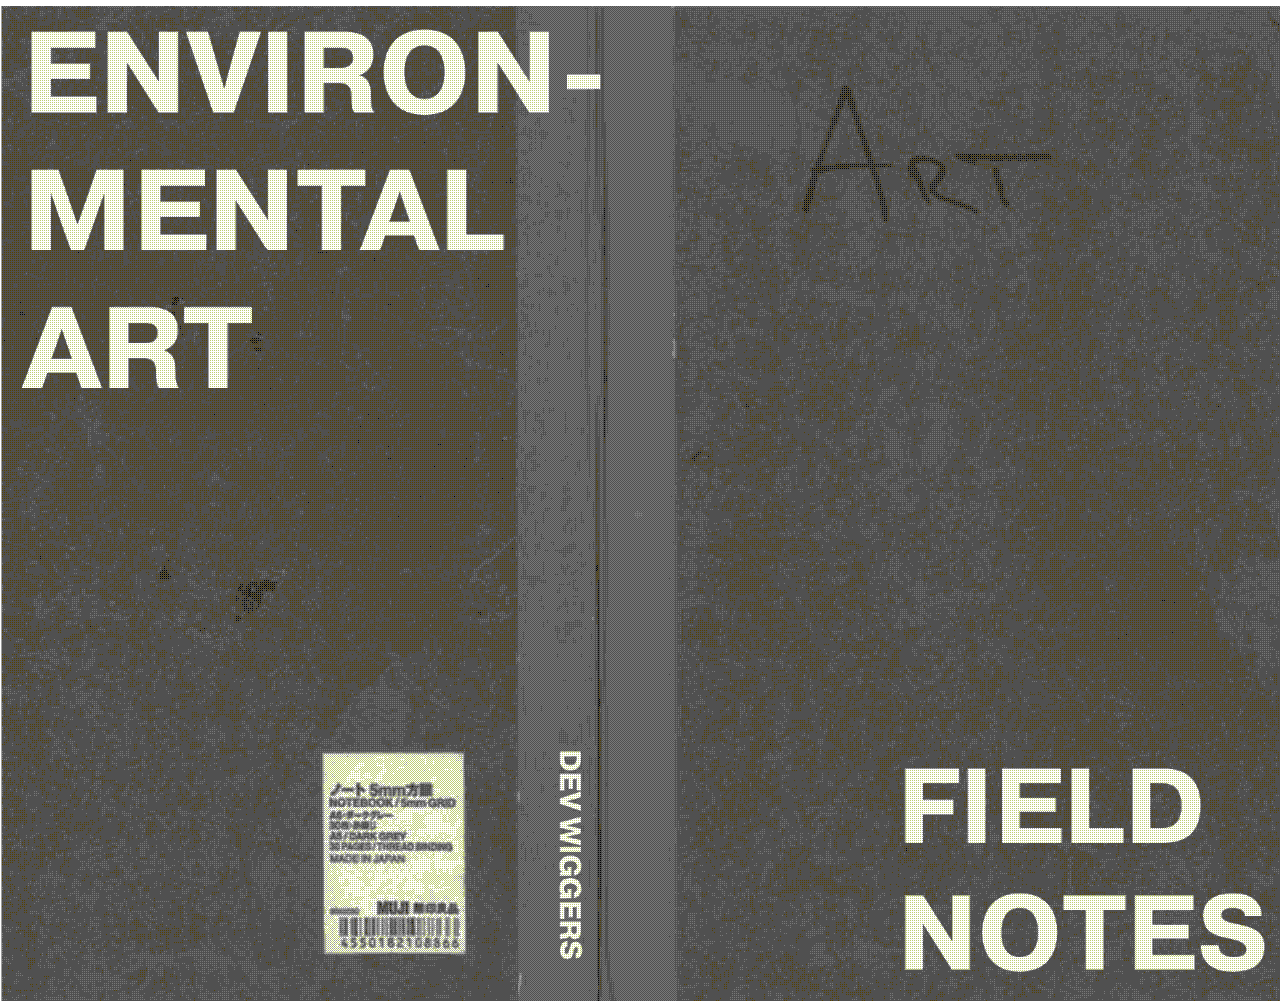 ENVIRON-
MENTAL
ART
ART
ノート 5mm方眼
NOTEBOOK / 5mm GRID
A5・ダークグレー
A5 / DARK GREY
30 PAGES / THREAD BINDING
MADE IN JAPAN
MUJI 無印良品
4550182108866
DEV WIGGERS
FIELD
NOTES